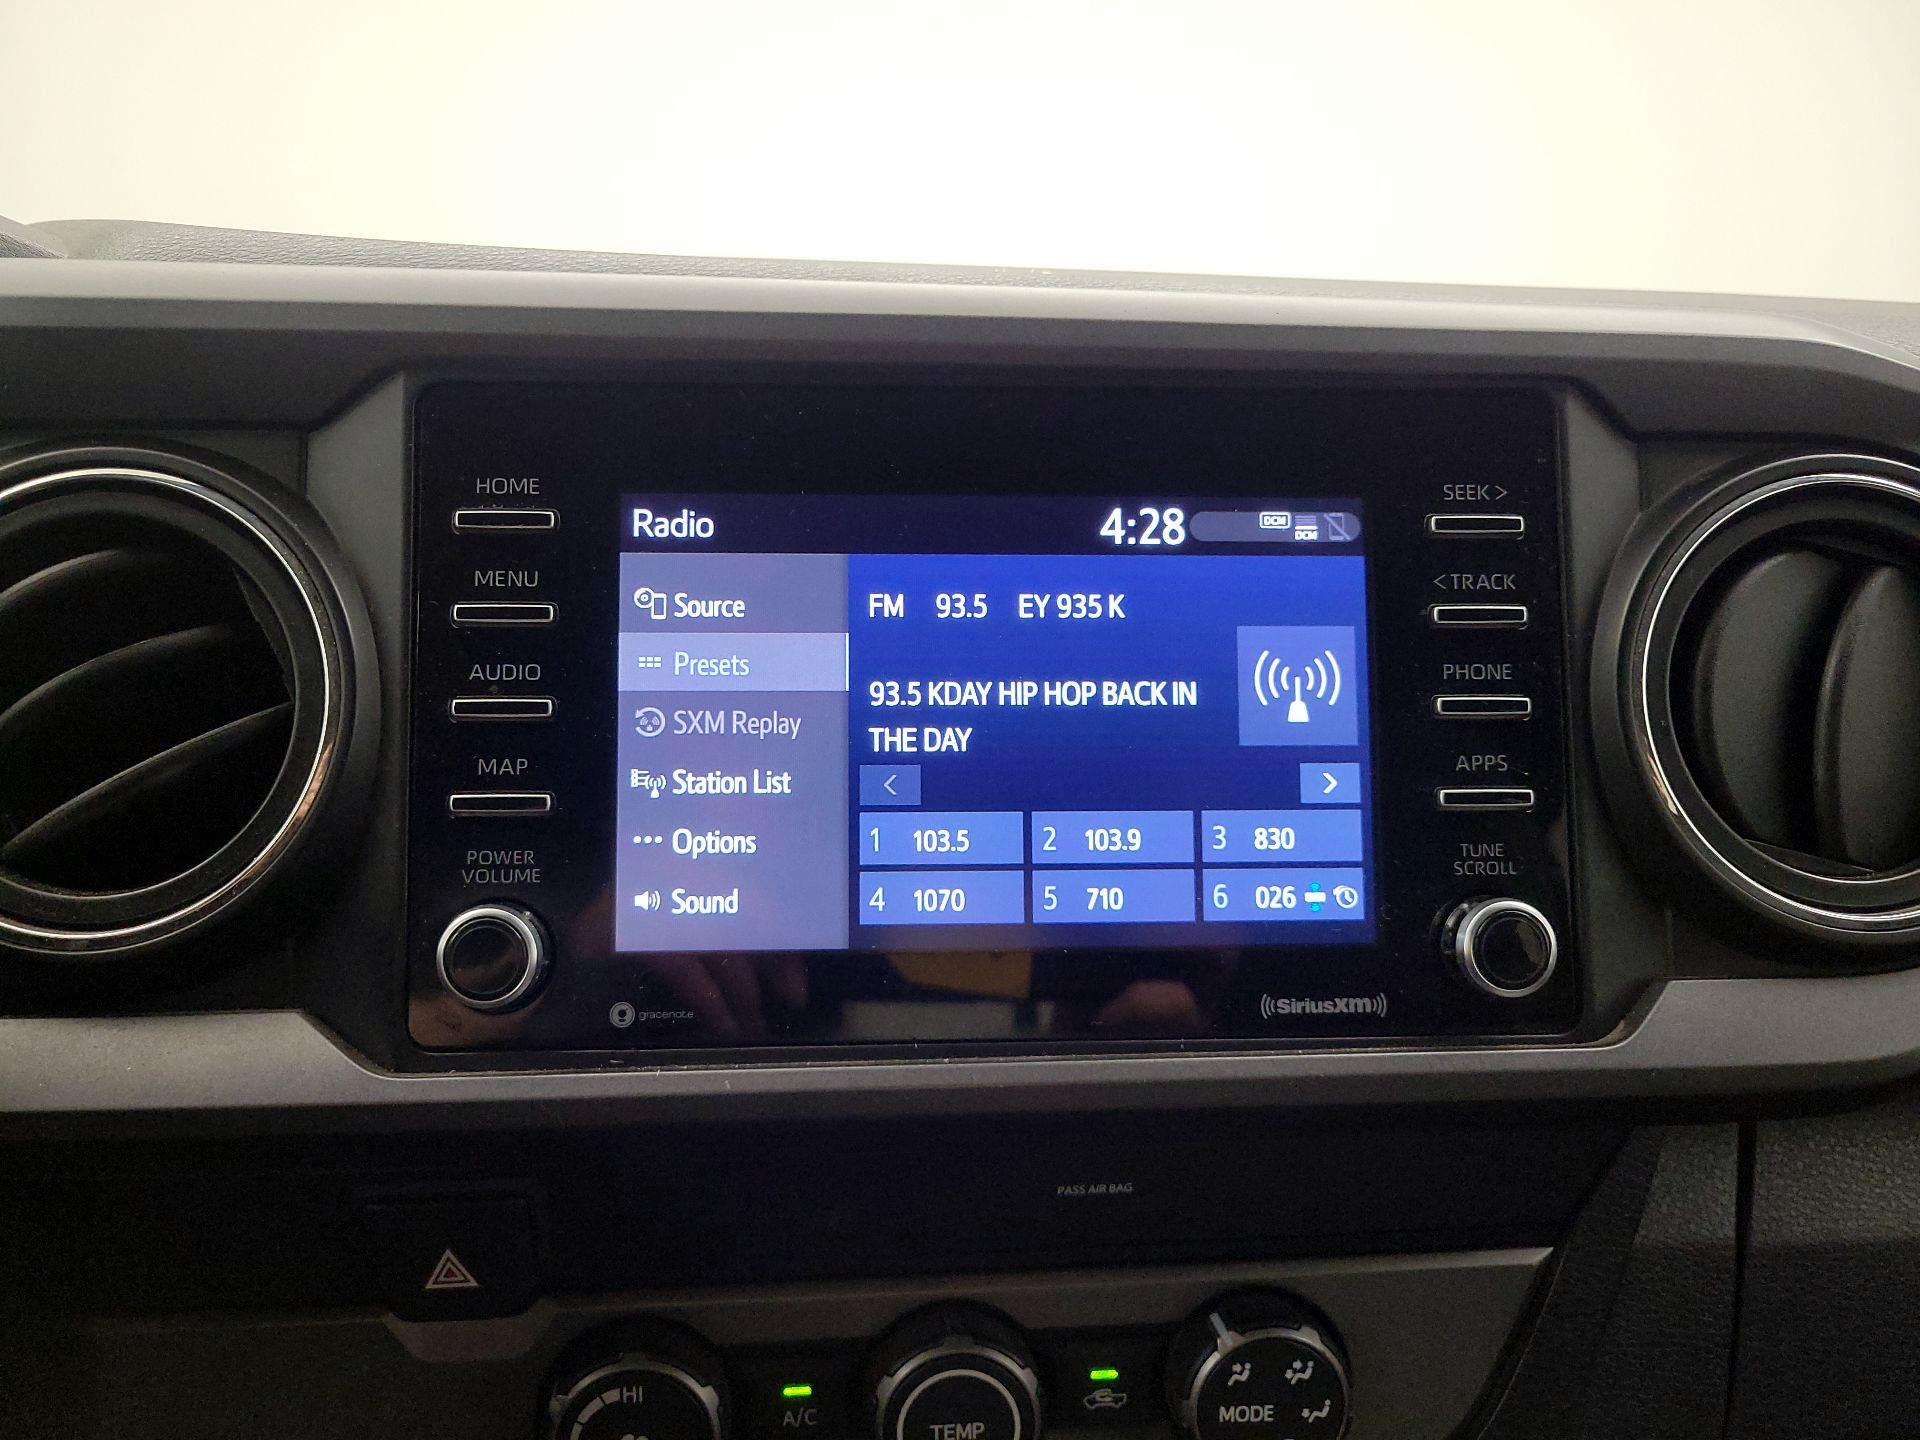 HOME
MENU
AUDIO
MAP
POWER
VOLUME
Radio
4:28
DCM
DCM
Source
Presets
SXM Replay
Station List
Options
Sound
FM 93.5 EY 935 K
93.5 KDAY HIP HOP BACK IN
THE DAY
<
>
1 103.5
2 103.9
3 830
4 1070
5 710
6 026
SEEK >
< TRACK
PHONE
APPS
TUNE
SCROLL
gracenote
((SiriusXM))
PASS AIR BAG
HI
A/C
TEMP
MODE